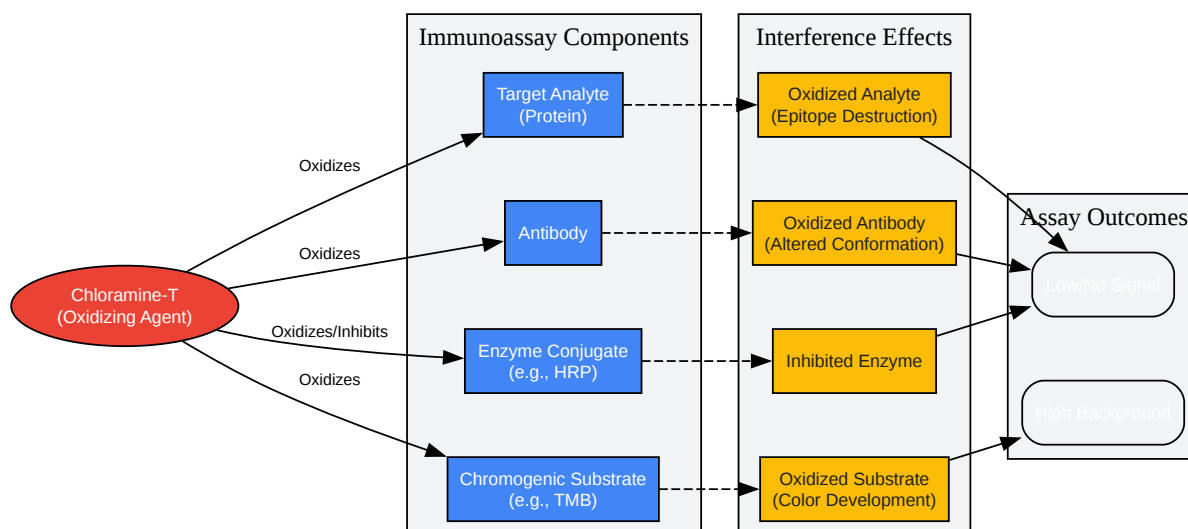 Immunoassay Components
Interference Effects
Target Analyte
(Protein)
Oxidized Analyte
(Epitope Destruction)
Oxidizes
Assay Outcomes
Antibody
Oxidized Antibody
(Altered Conformation)
Oxidizes
Low/No Signal
Chloramine-T
(Oxidizing Agent)
Oxidizes/Inhibits
Enzyme Conjugate
(e.g., HRP)
Inhibited Enzyme
Oxidizes
High Background
Chromogenic Substrate
(e.g., TMB)
Oxidized Substrate
(Color Development)